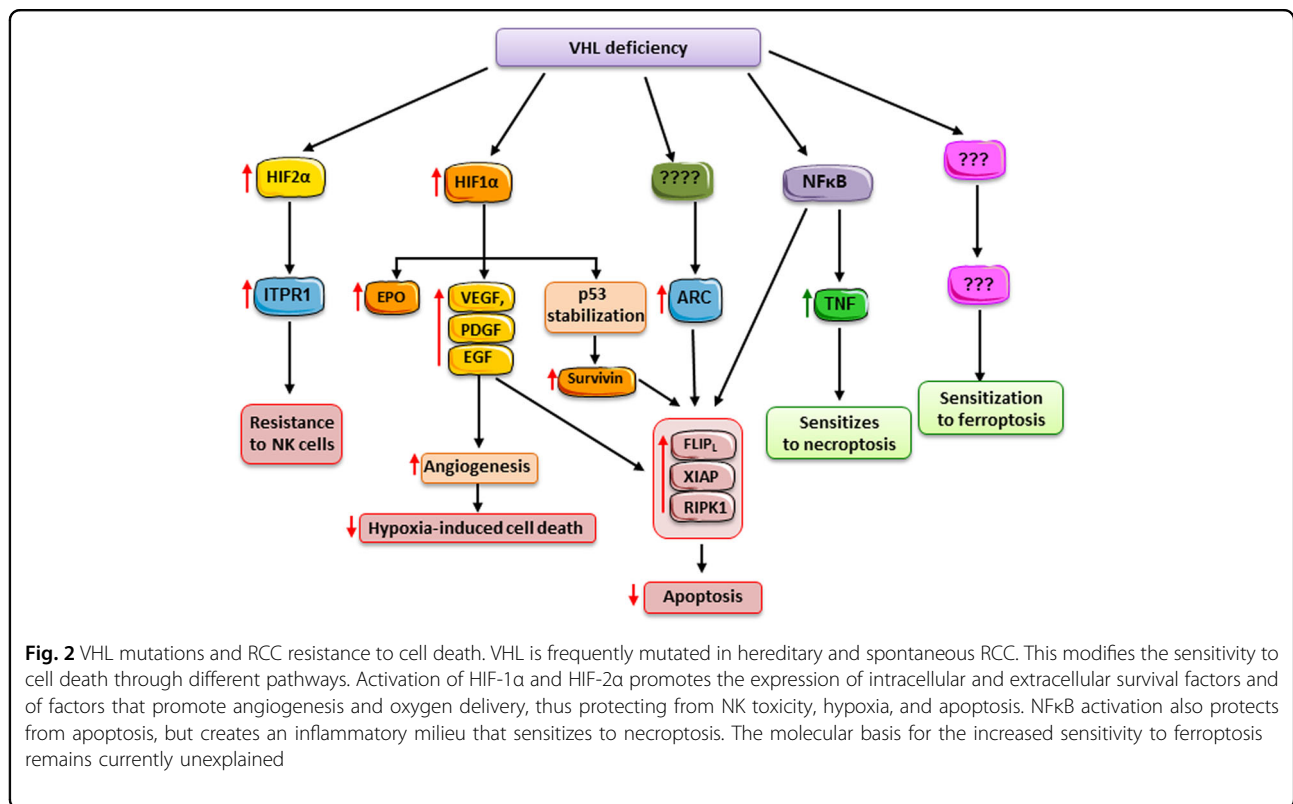 VHL deficiency
HIF2α
HIF1α
????
NFκB
???
ITPR1
EPO
VEGF,
PDGF
EGF
p53
stabilization
ARC
TNF
???
Survivin
Resistance
to NK cells
Angiogenesis
Hypoxia-induced cell death
FLIPL
XIAP
RIPK1
Sensitizes
to necroptosis
Sensitization
to ferroptosis
Apoptosis
Fig. 2 VHL mutations and RCC resistance to cell death. VHL is frequently mutated in hereditary and spontaneous RCC. This modifies the sensitivity to
cell death through different pathways. Activation of HIF-1α and HIF-2α promotes the expression of intracellular and extracellular survival factors and
of factors that promote angiogenesis and oxygen delivery, thus protecting from NK toxicity, hypoxia, and apoptosis. NFκB activation also protects
from apoptosis, but creates an inflammatory milieu that sensitizes to necroptosis. The molecular basis for the increased sensitivity to ferroptosis
remains currently unexplained